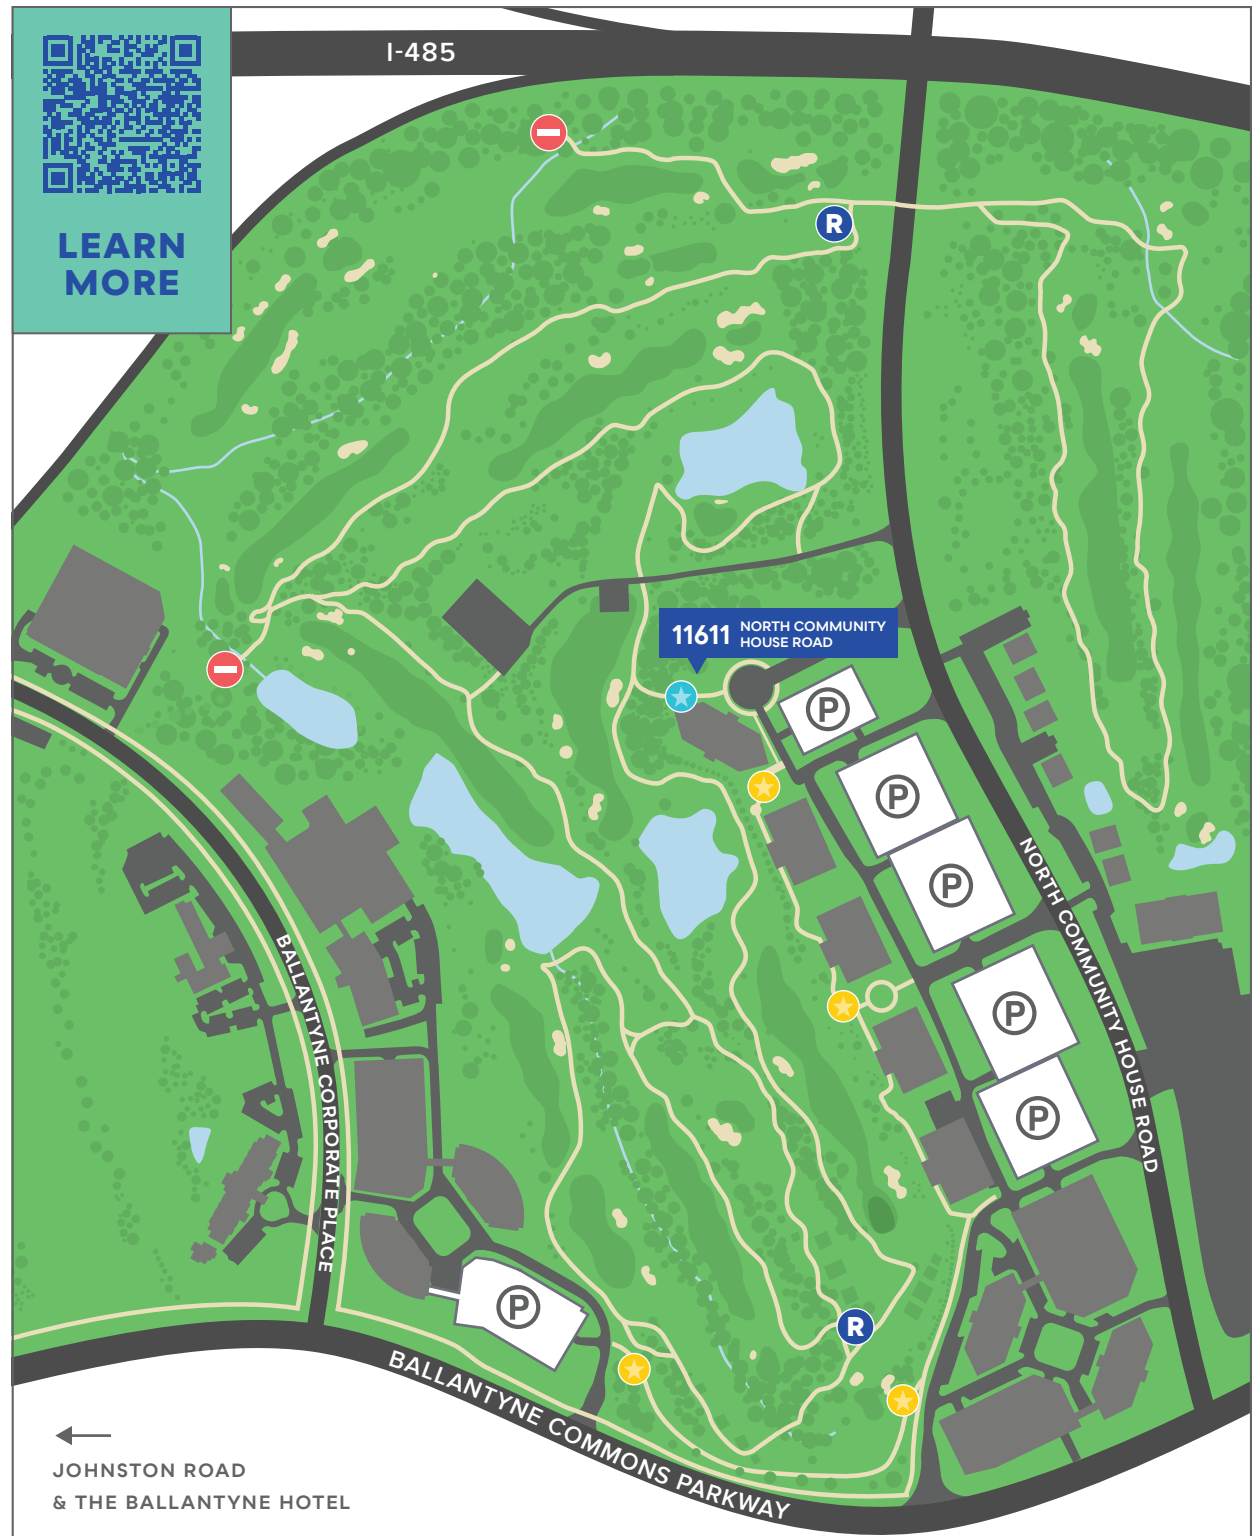 I-485
LEARN
MORE
R
11611 NORTH COMMUNITY
HOUSE ROAD
P
P
P
P
P
NORTH COMMUNITY HOUSE ROAD
BALLANTYNE CORPORATE PLACE
P
R
BALLANTYNE COMMONS PARKWAY
JOHNSTON ROAD
& THE BALLANTYNE HOTEL